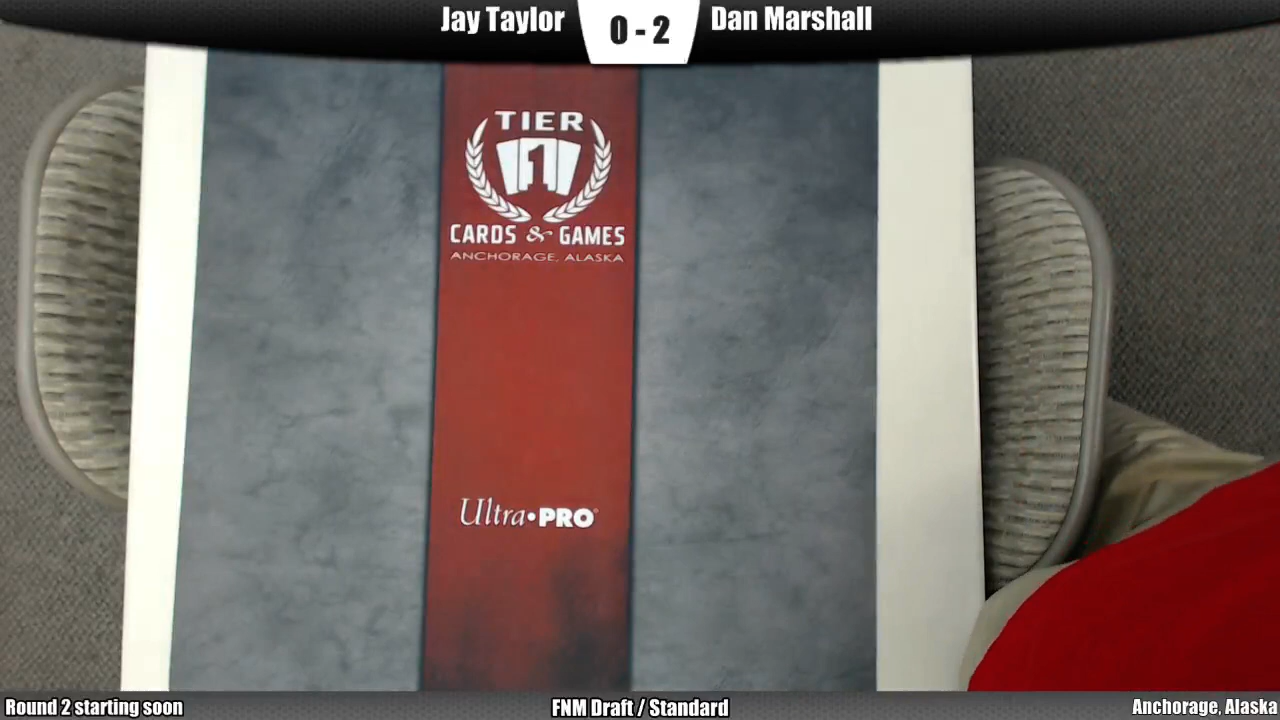 Jay Taylor 0 - 2 Dan Marshall
TIER
1
CARDS & GAMES
ANCHORAGE, ALASKA
Ultra•PRO
Round 2 starting soon
FNM Draft / Standard
Anchorage, Alaska